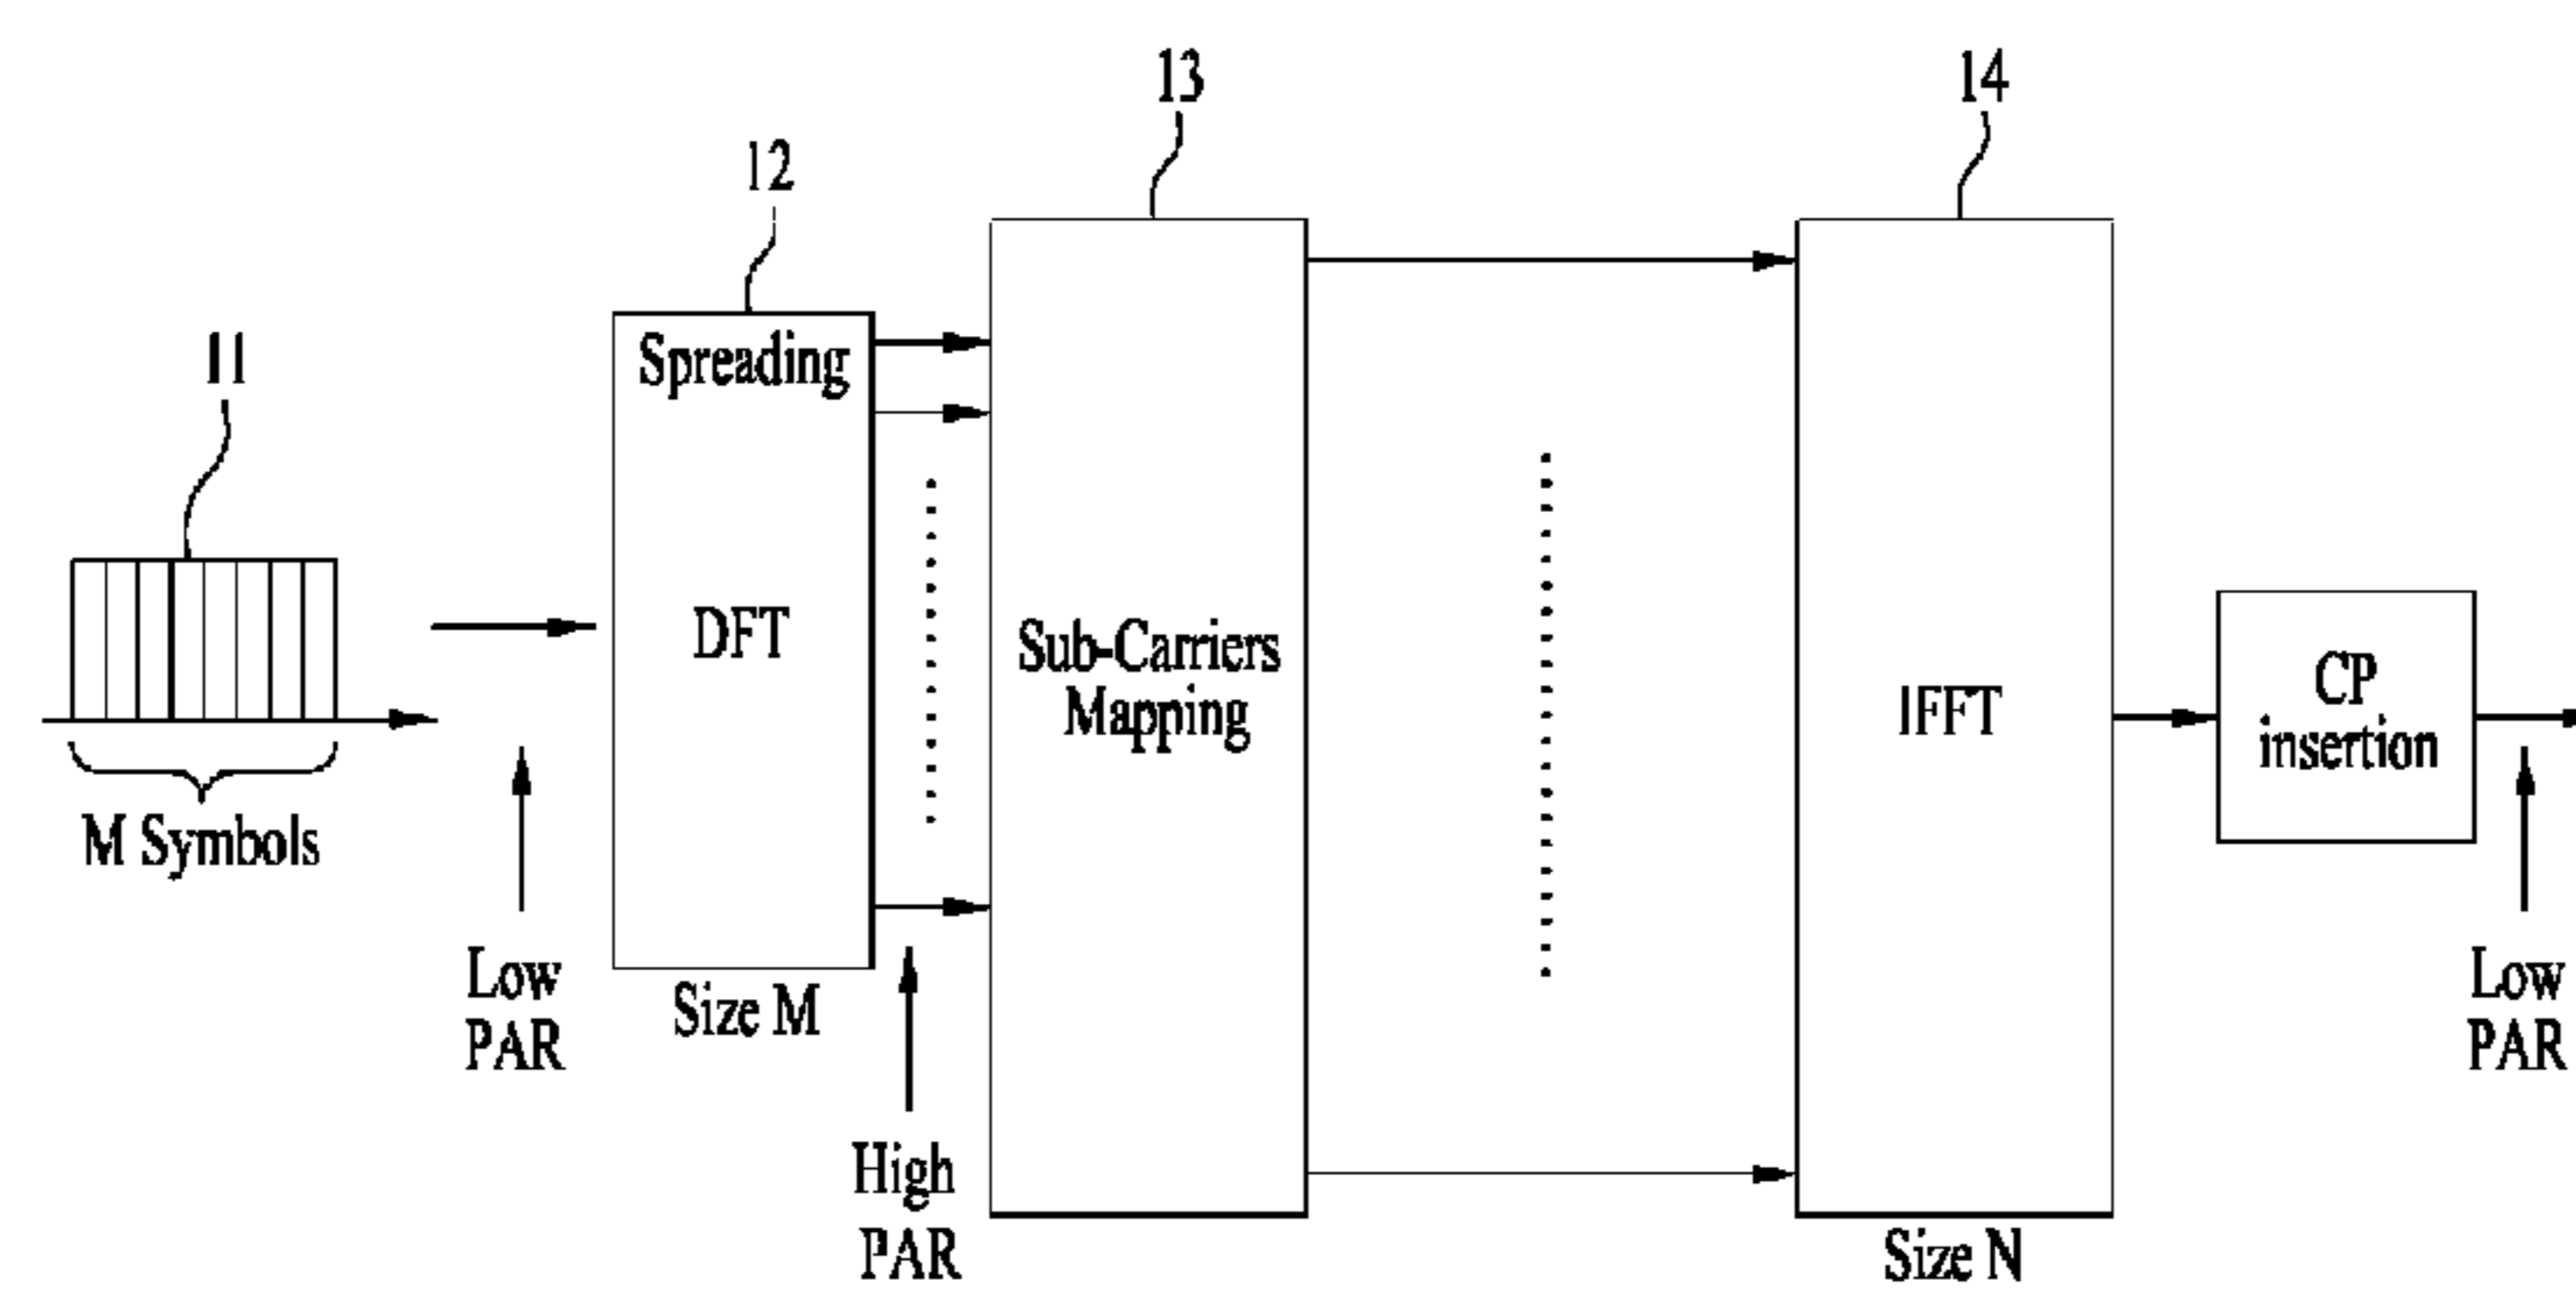 13
14
12
11
Spreading
DFT
Sub-Carriers
Mapping
IFFT
CP
insertion
M Symbols
Low
PAR
Size M
Low
PAR
High
PAR
Size N